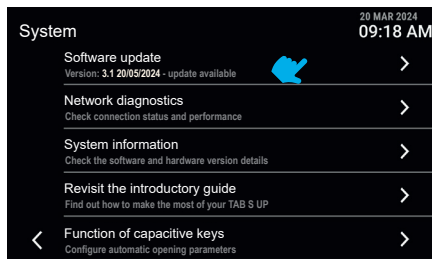 System
20 MAR 2024
09:18 AM
Software update
Version: 3.1 20/05/2024 - update available
Network diagnostics
Check connection status and performance
System information
Check the software and hardware version details
Revisit the introductory guide
Find out how to make the most of your TAB S UP
Function of capacitive keys
Configure automatic opening parameters